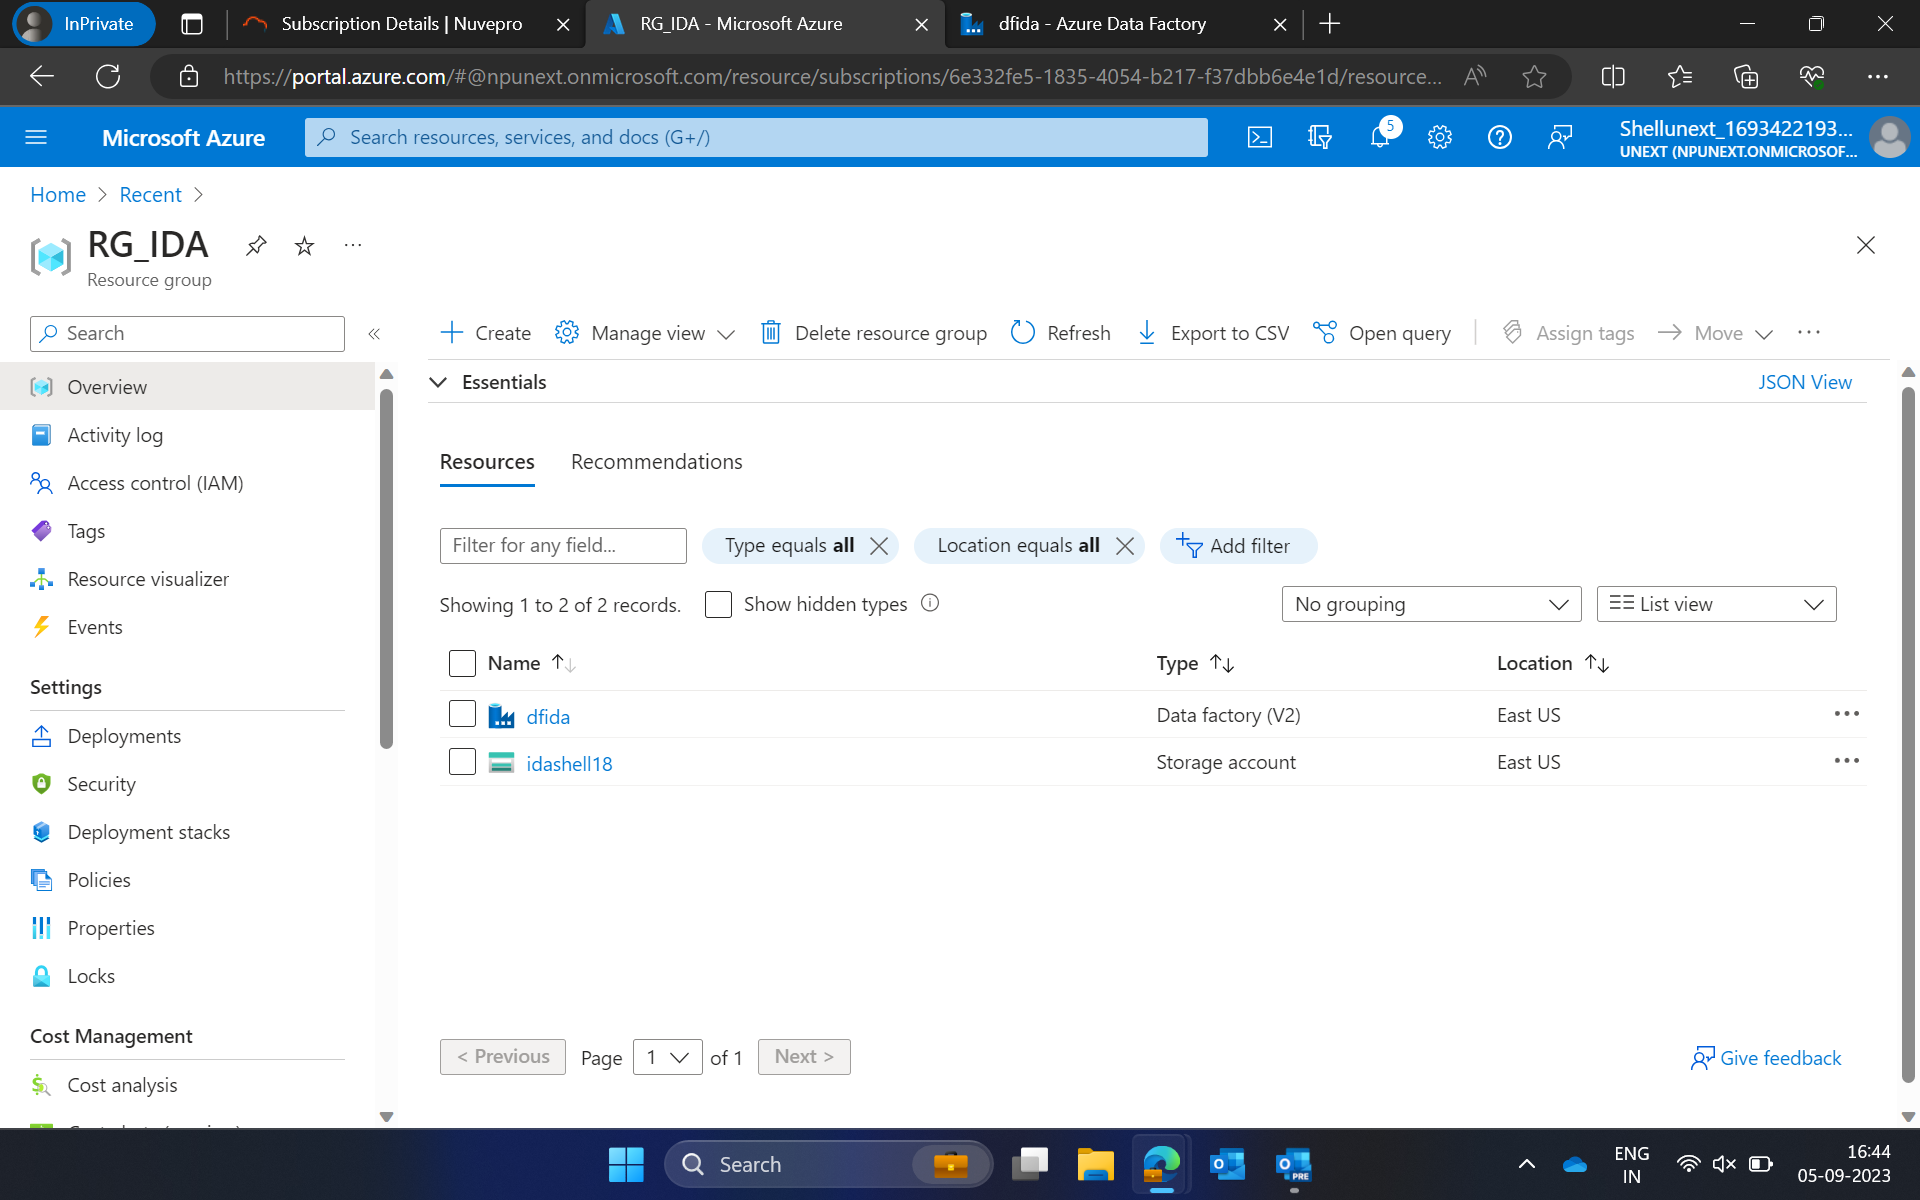 InPrivate
Subscription Details | Nuvepro
RG_IDA - Microsoft Azure
dfida - Azure Data Factory
https://portal.azure.com/#@npunext.onmicrosoft.com/resource/subscriptions/6e332fe5-1835-4054-b217-f37dbb6e4e1d/resource...
Microsoft Azure
Search resources, services, and docs (G+/)
5
Shellunext_1693422193...
UNEXT (NPUNEXT.ONMICROSOF...
Home > Recent >
RG_IDA
Resource group
Search
Create
Manage view
Delete resource group
Refresh
Export to CSV
Open query
Assign tags
Move
Overview
Activity log
Access control (IAM)
Tags
Resource visualizer
Events
Settings
Deployments
Security
Deployment stacks
Policies
Properties
Locks
Cost Management
Cost analysis
Essentials
JSON View
Resources
Recommendations
Filter for any field...
Type equals all
Location equals all
Add filter
Showing 1 to 2 of 2 records.
Show hidden types
No grouping
List view
Name
Type
Location
dfida
Data factory (V2)
East US
idashell18
Storage account
East US
< Previous
Page
1
of 1
Next >
Give feedback
Search
PRE
ENG
IN
16:44
05-09-2023